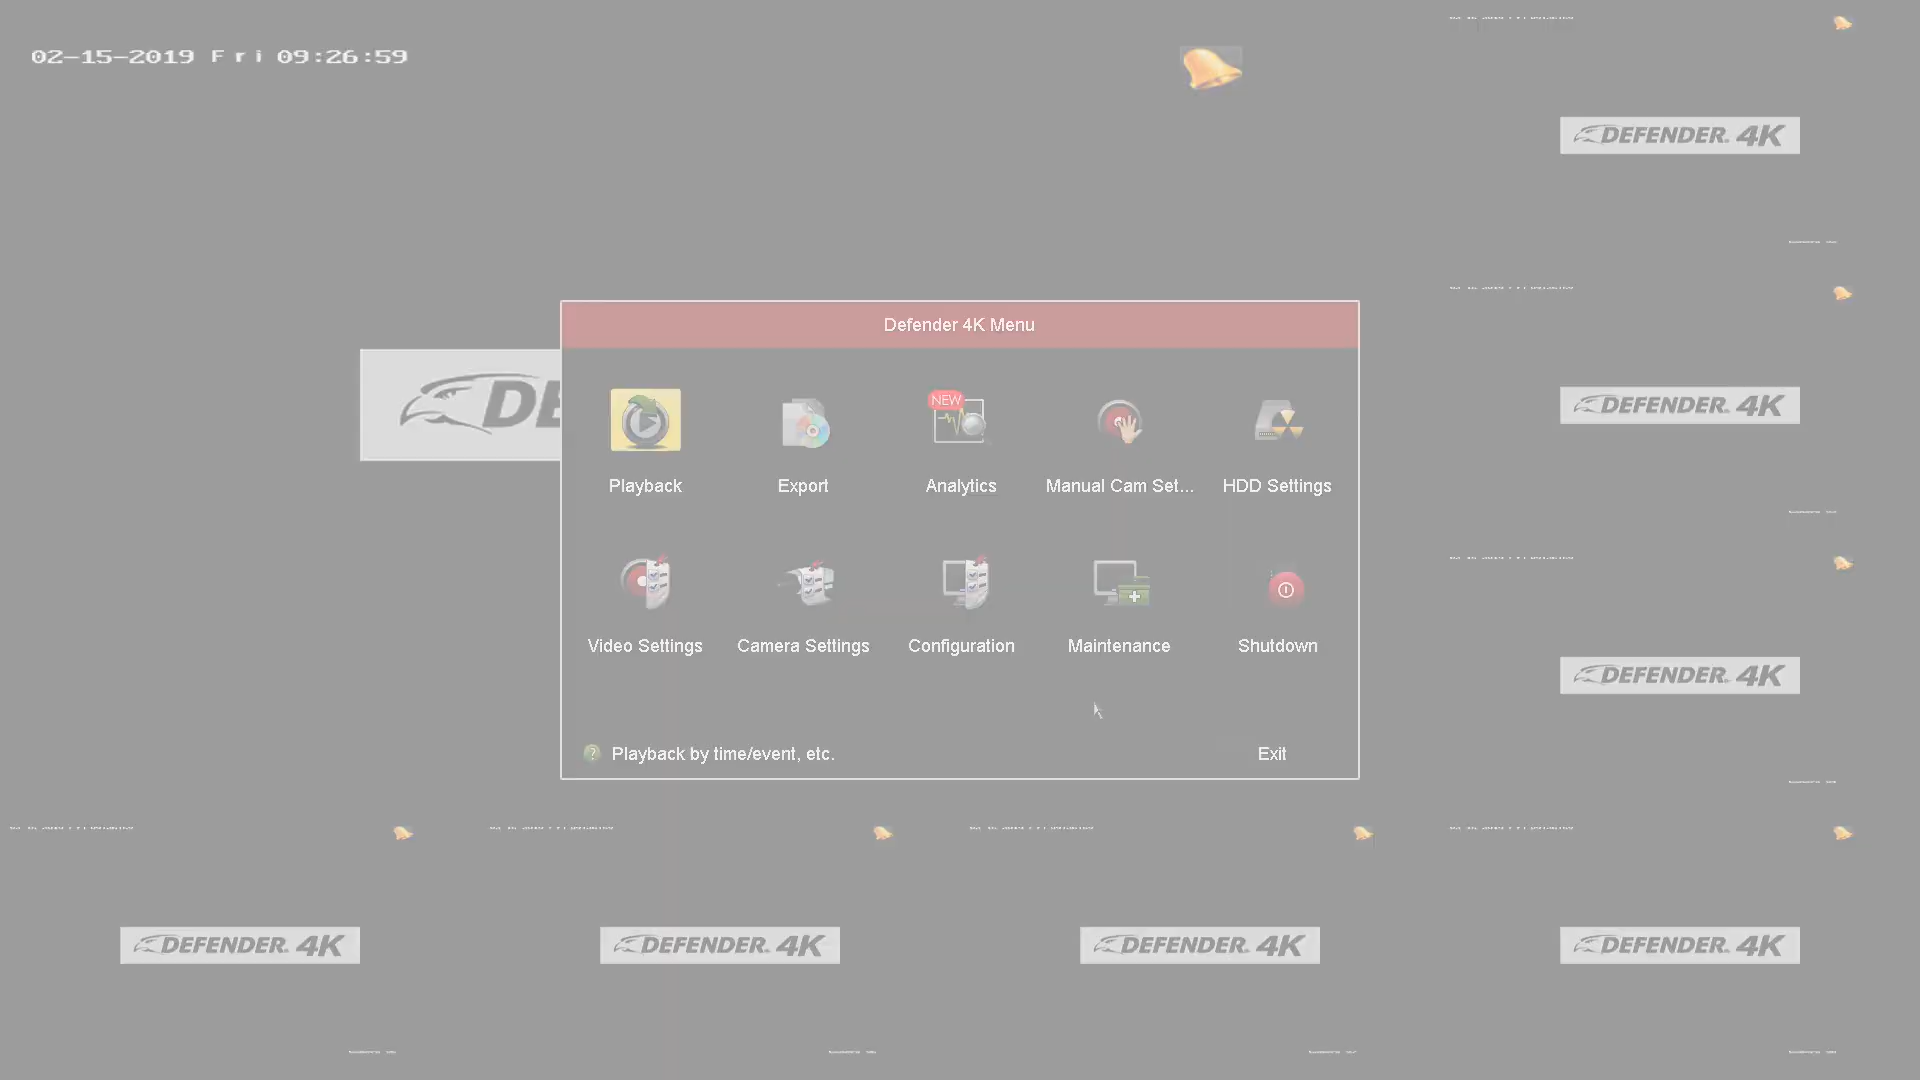 02-15-2019 Fri 09:26:59
DEFENDER 4K
Defender 4K Menu
DEFENDER 4K
DE
NEW
Playback
Export
Analytics
Manual Cam Set...
HDD Settings
Video Settings
Camera Settings
Configuration
Maintenance
Shutdown
DEFENDER 4K
? Playback by time/event, etc.
Exit
DEFENDER 4K
DEFENDER 4K
DEFENDER 4K
DEFENDER 4K